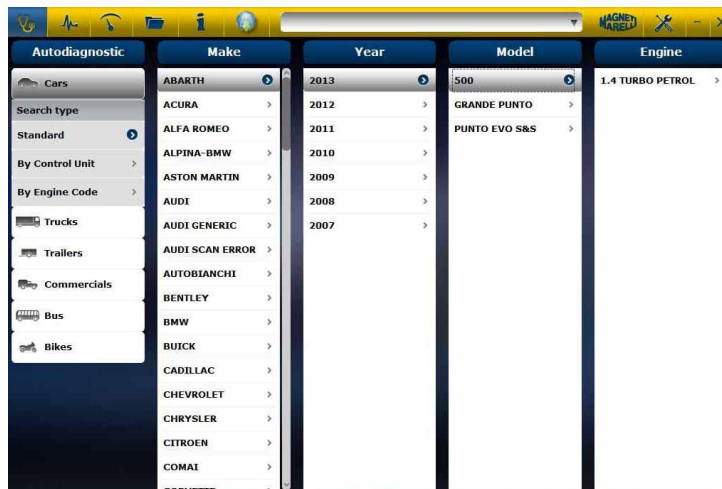 MAGNETI
MARELLI
Autodiagnostic
Cars
Search type
Standard
By Control Unit
By Engine Code
Trucks
Trailers
Commercials
Bus
Bikes
Make
ABARTH
ACURA
ALFA ROMEO
ALPINA-BMW
ASTON MARTIN
AUDI
AUDI GENERIC
AUDI SCAN ERROR
AUTOBIANCHI
BENTLEY
BMW
BUICK
CADILLAC
CHEVROLET
CHRYSLER
CITROEN
COMAI
Year
2013
2012
2011
2010
2009
2008
2007
Model
500
GRANDE PUNTO
PUNTO EVO S&S
Engine
1.4 TURBO PETROL